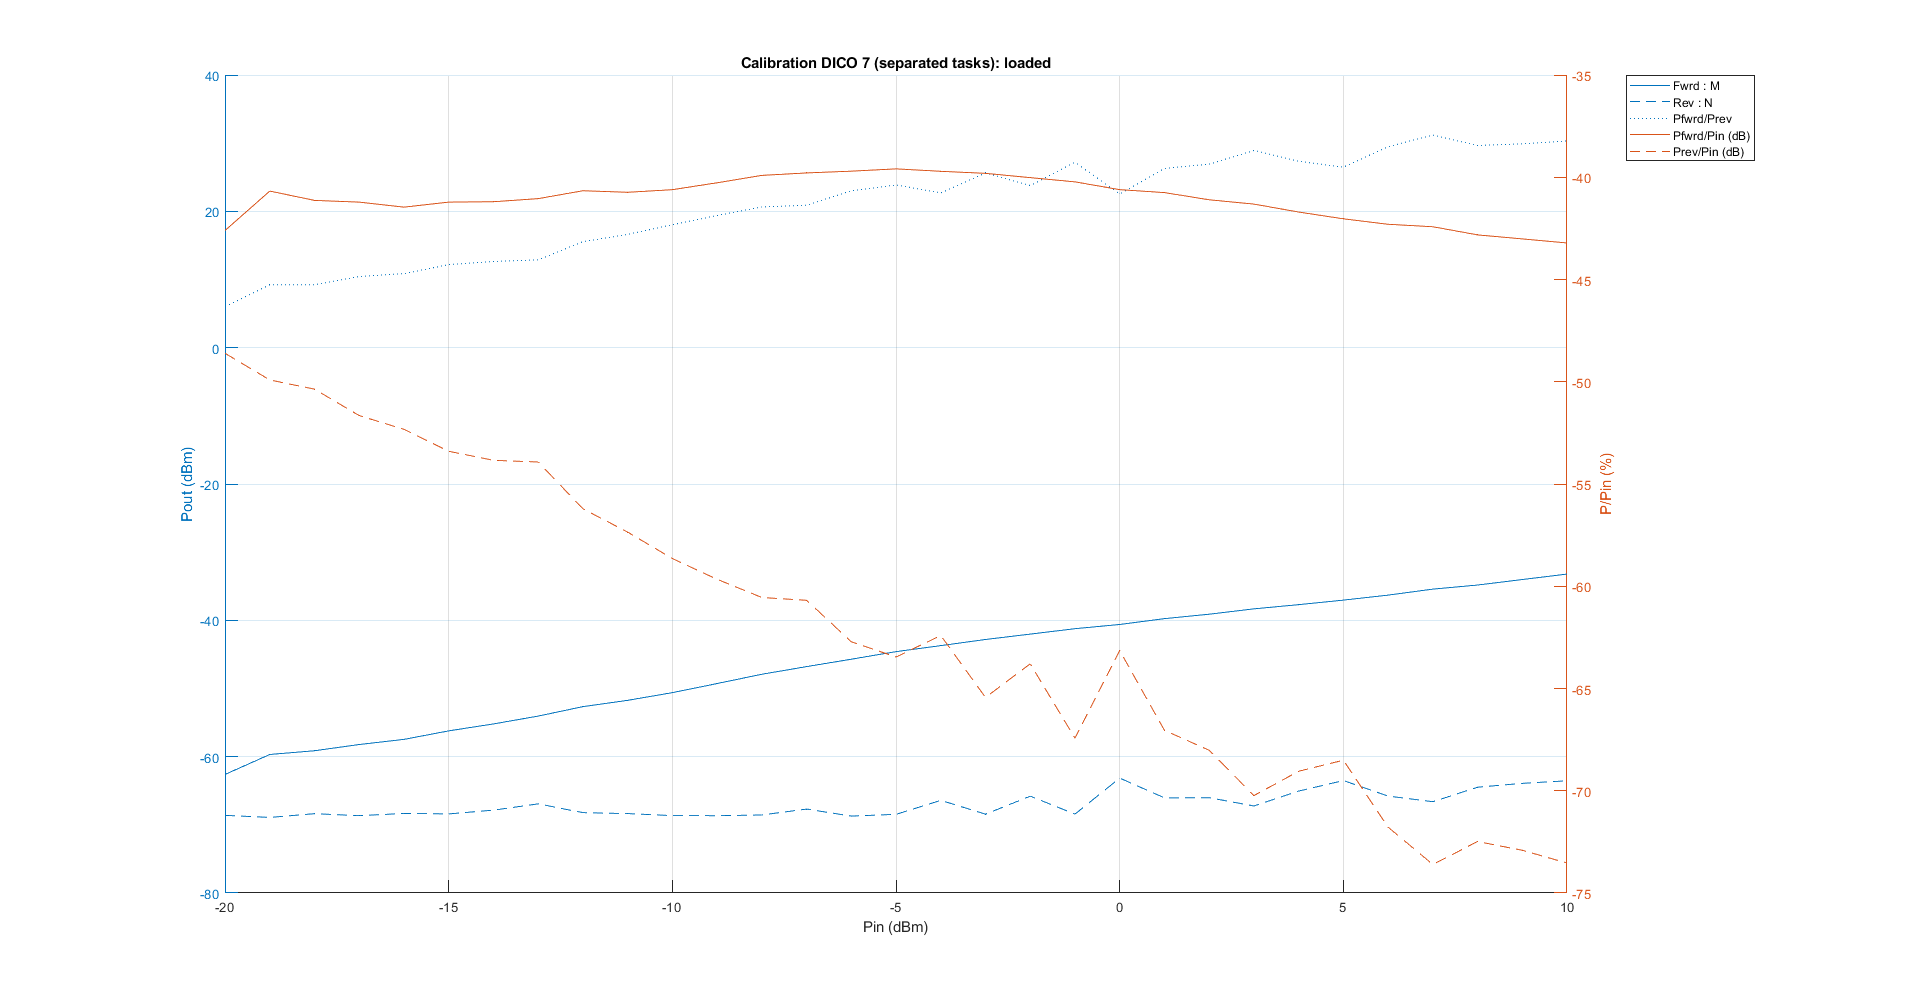 Calibration DICO 7 (separated tasks): loaded
40
20
0
-20
-40
-60
-80
Pout (dBm)
-20
-15
-10
-5
0
5
10
Pin (dBm)
-35
-40
-45
-50
-55
-60
-65
-70
-75
P/Pin (%)
Fwrd : M
Rev : N
Pfwrd/Prev
Pfwrd/Pin (dB)
Prev/Pin (dB)